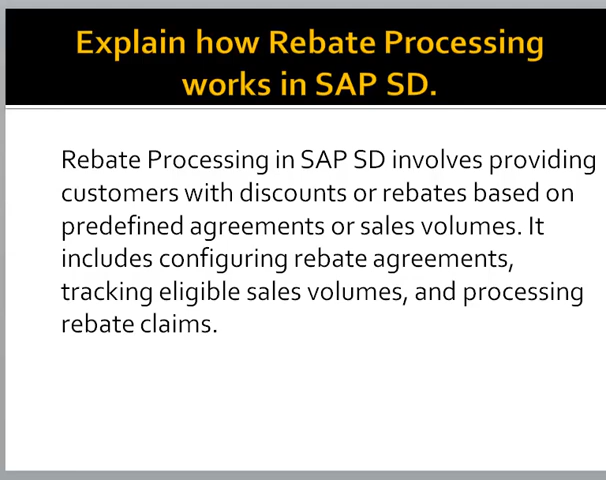 Explain how Rebate Processing
works in SAP SD.
Rebate Processing in SAP SD involves providing
customers with discounts or rebates based on
predefined agreements or sales volumes. It
includes configuring rebate agreements,
tracking eligible sales volumes, and processing
rebate claims.